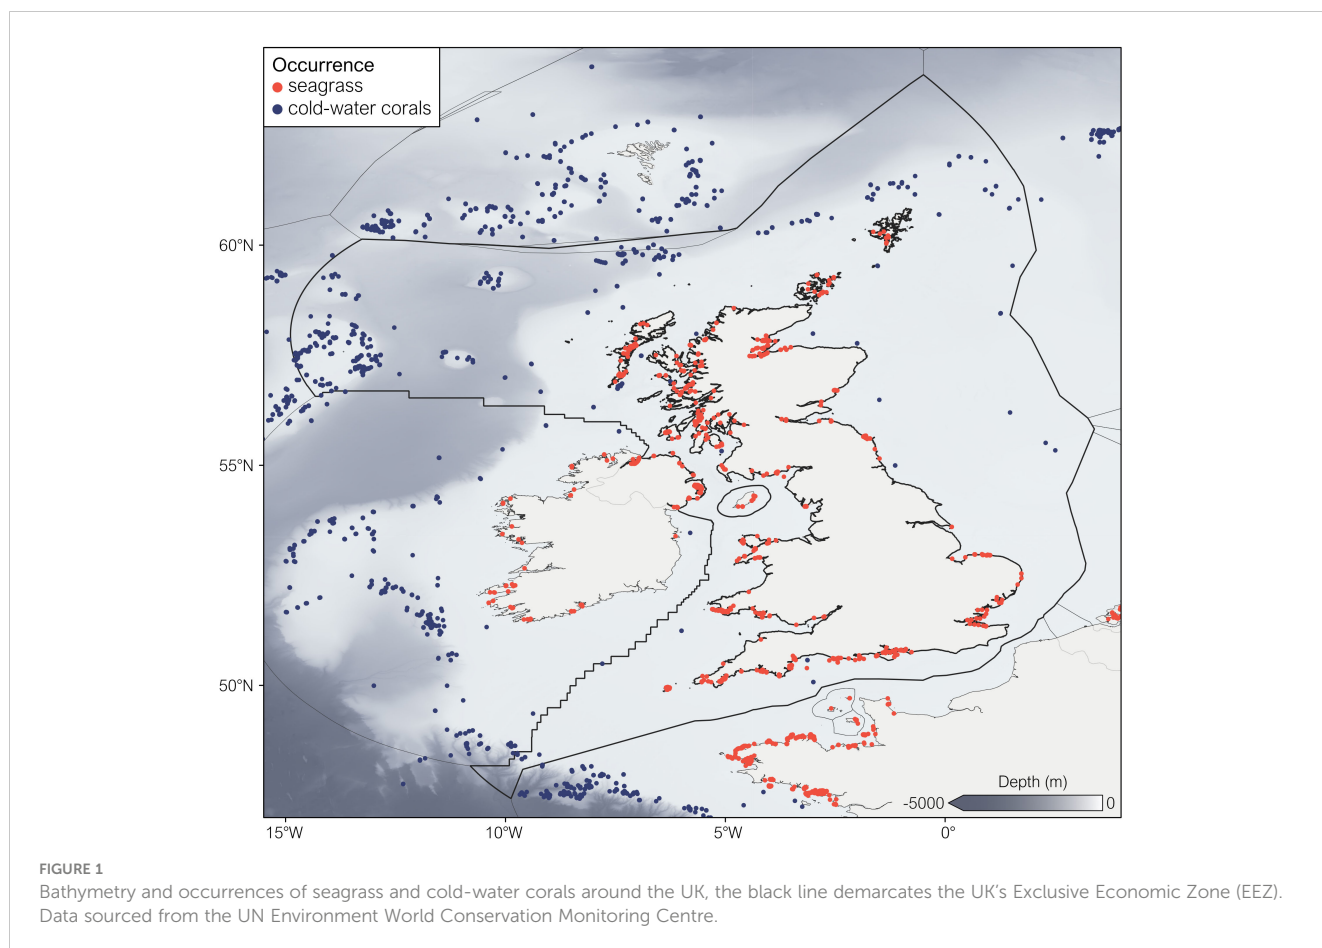 Occurrence
seagrass
cold-water corals
60°N
55°N
50°N
Depth (m)
-5000
0
15°W
10°W
5°W
0°
FIGURE 1
Bathymetry and occurrences of seagrass and cold-water corals around the UK, the black line demarcates the UK's Exclusive Economic Zone (EEZ).
Data sourced from the UN Environment World Conservation Monitoring Centre.